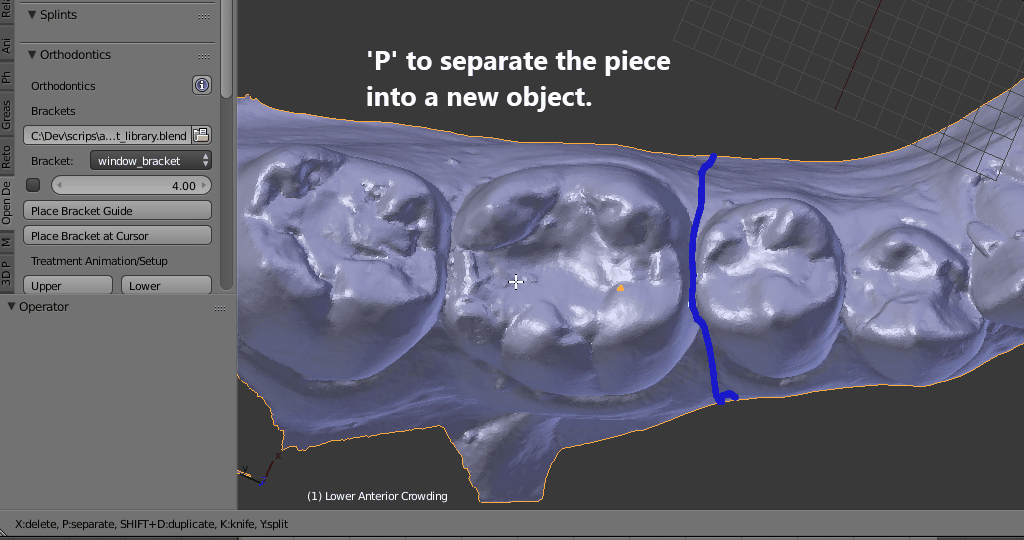 Rela
Ani
Ph
Greas
Reto
Open De
M
3D P
Splints
Orthodontics
Orthodontics
Brackets
C:\Dev\scrips\a...t_library.blend
Bracket: window_bracket
4.00
Place Bracket Guide
Place Bracket at Cursor
Treatment Animation/Setup
Upper Lower
Operator
'P' to separate the piece
into a new object.
x
y
(1) Lower Anterior Crowding
X:delete, P:separate, SHIFT+D:duplicate, K:knife, Y:split